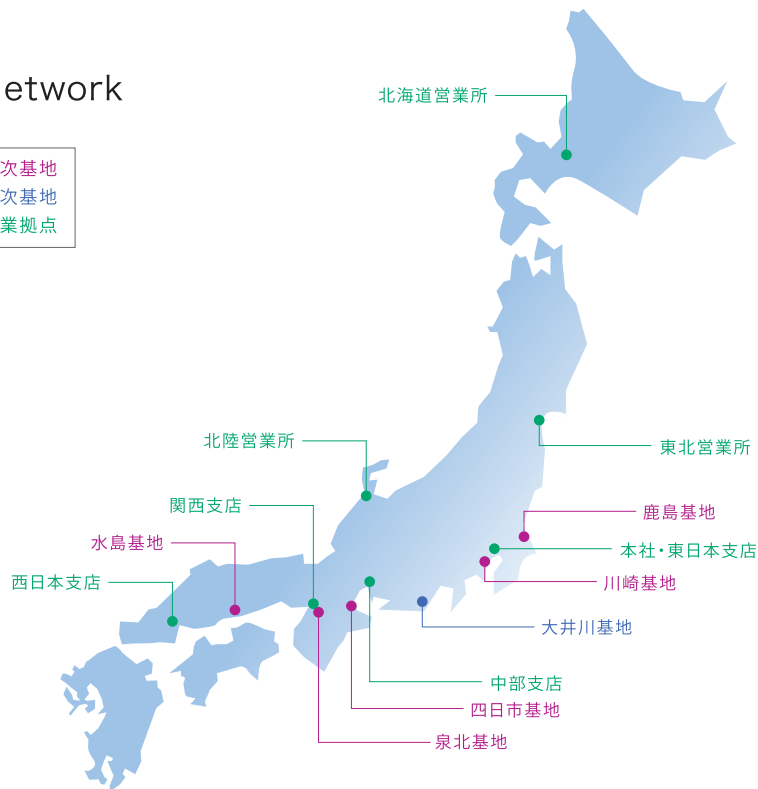 etwork
北海道営業所
次基地
次基地
業拠点
北陸営業所
東北営業所
関西支店
鹿島基地
水島基地
本社・東日本支店
西日本支店
川崎基地
大井川基地
中部支店
四日市基地
泉北基地